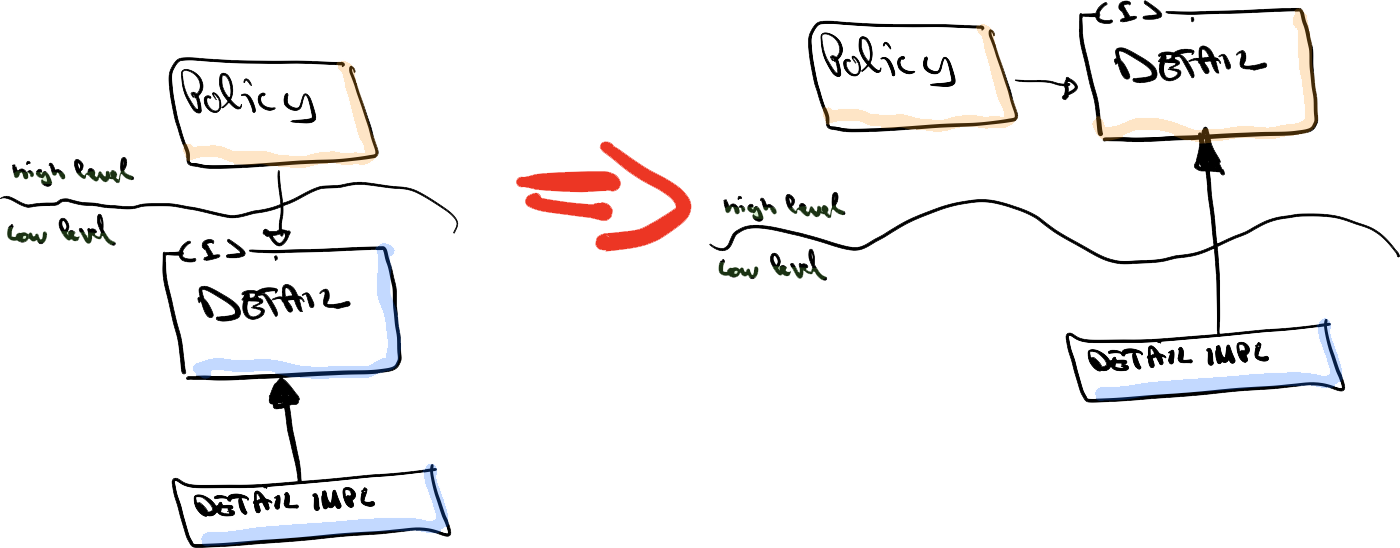 Policy
high level
low level
<I>
DETAIL
DETAIL IMPL
Policy
<I>
DETAIL
high level
low level
DETAIL IMPL